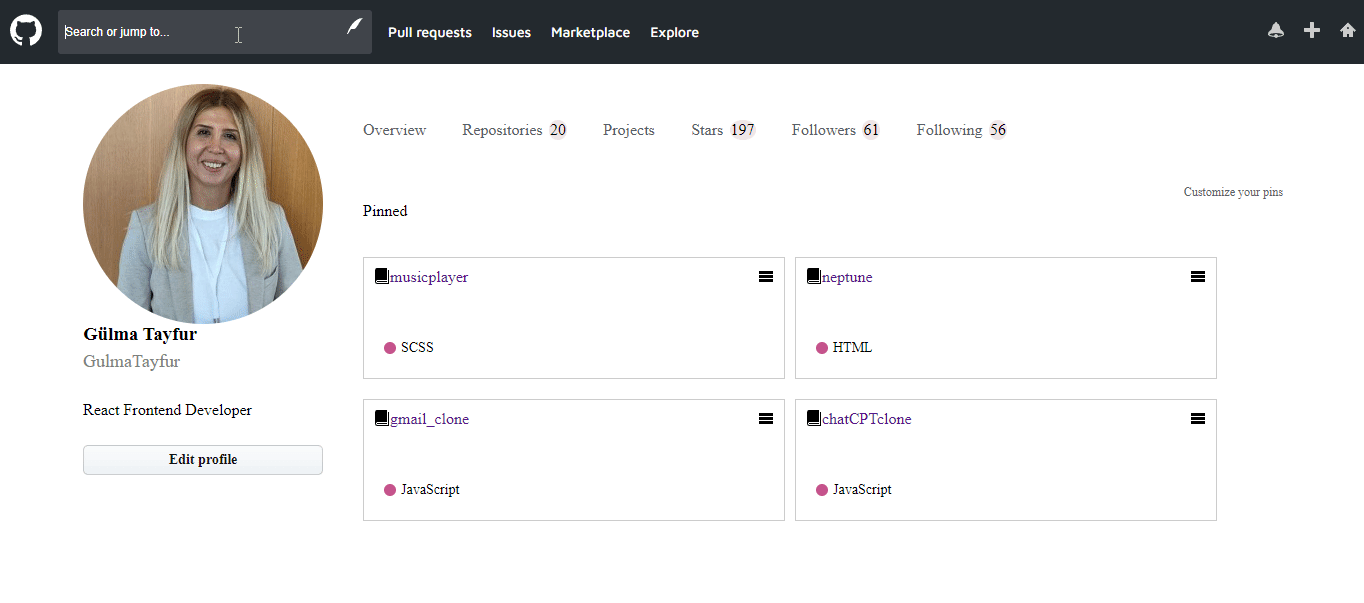 Search or jump to...
Pull requests Issues Marketplace Explore
Overview Repositories 20 Projects Stars 197 Followers 61 Following 56
Customize your pins
Pinned
musicplayer
SCSS
neptune
HTML
gmail_clone
JavaScript
chatCPTclone
JavaScript
Gülma Tayfur
GulmaTayfur
React Frontend Developer
Edit profile